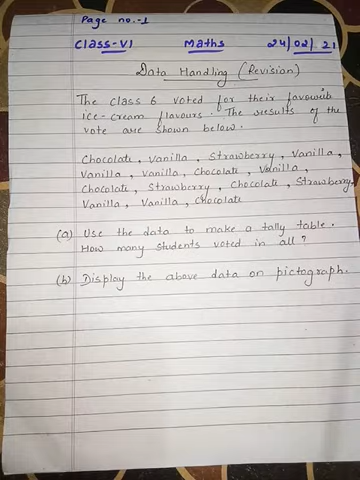 Page no.-1
Class-VI Maths 24/02/21
Data Handling (Revision)
The class 6 voted for their favourite
ice-cream flavours. The results of the
vote are shown below.
Chocolate, Vanilla, Strawberry, Vanilla,
Vanilla, Vanilla, Chocolate, Vanilla,
Chocolate, Strawberry, Chocolate, Strawberry,
Vanilla, Vanilla, Chocolate
(a) Use the data to make a tally table.
How many students voted in all?
(b) Display the above data on pictograph.